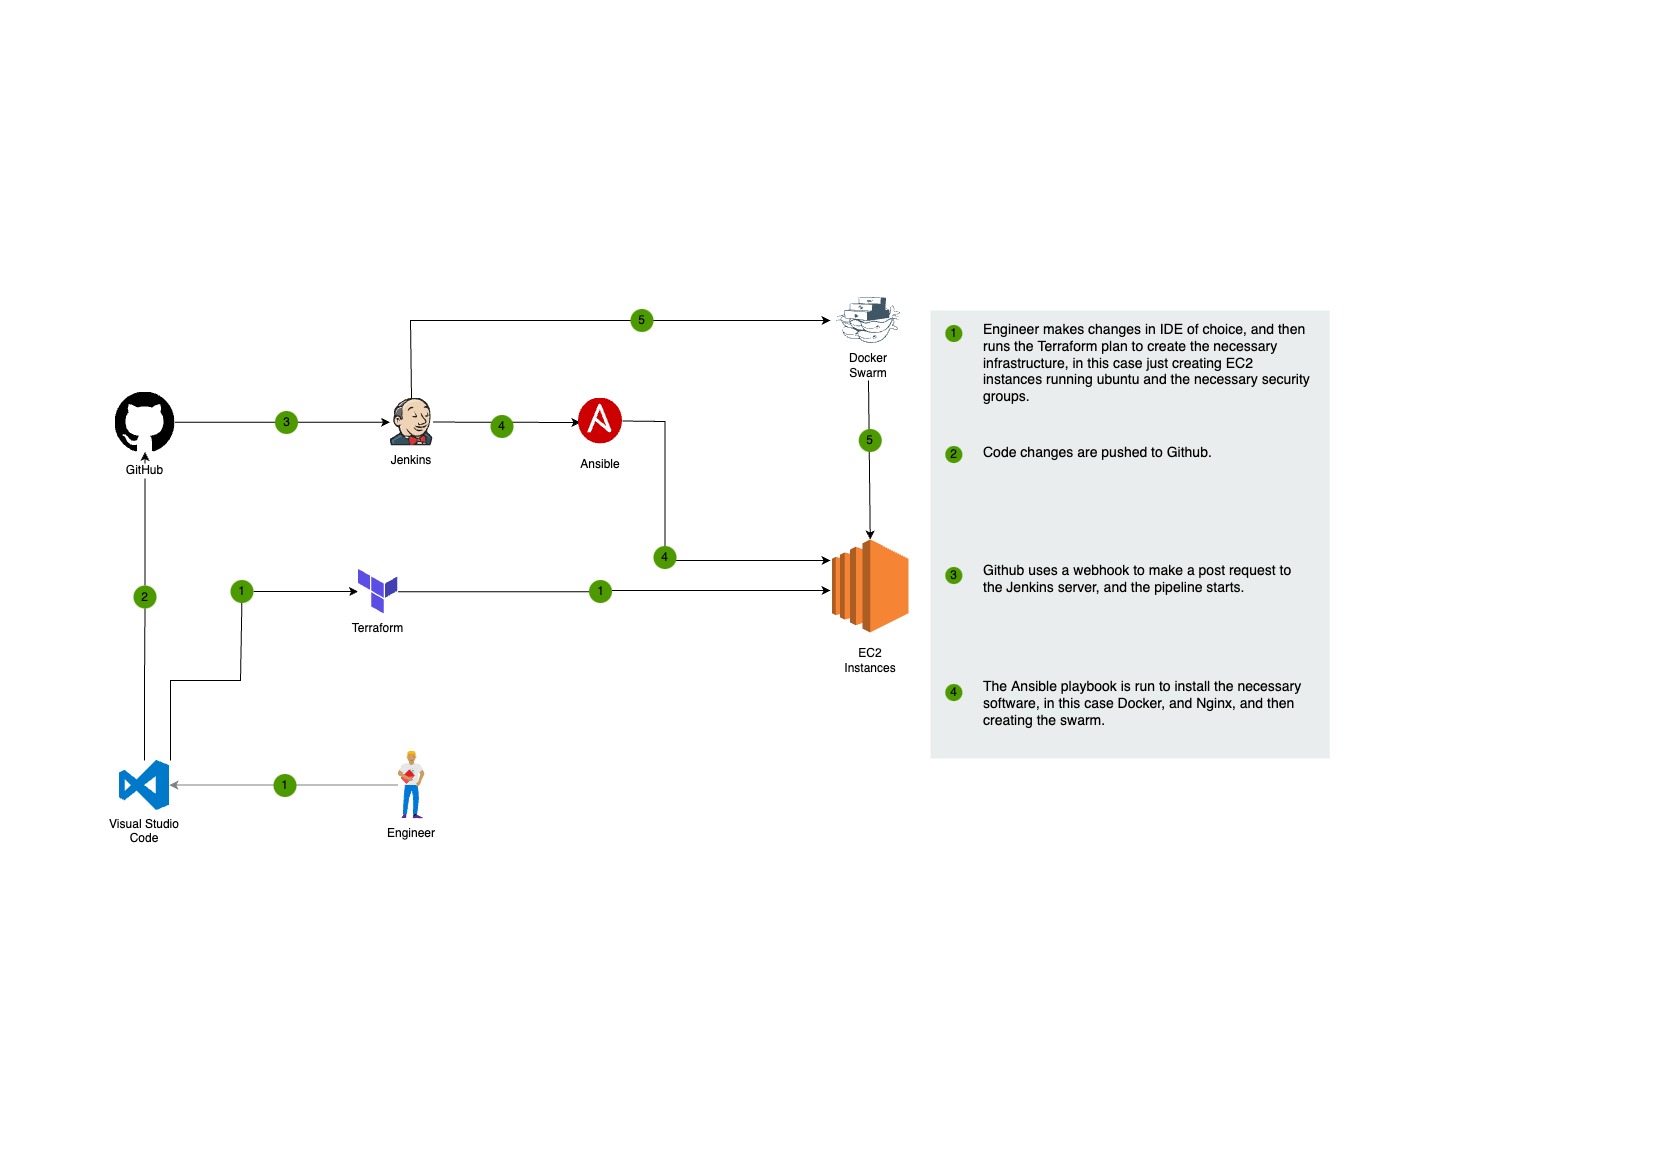 5
Docker
Swarm
GitHub
3
Jenkins
4
Ansible
5
4
2
1
Terraform
1
EC2
Instances
1
Visual Studio
Code
Engineer
1
Engineer makes changes in IDE of choice, and then
runs the Terraform plan to create the necessary
infrastructure, in this case just creating EC2
instances running ubuntu and the necessary security
groups.
2
Code changes are pushed to Github.
3
Github uses a webhook to make a post request to
the Jenkins server, and the pipeline starts.
4
The Ansible playbook is run to install the necessary
software, in this case Docker, and Nginx, and then
creating the swarm.